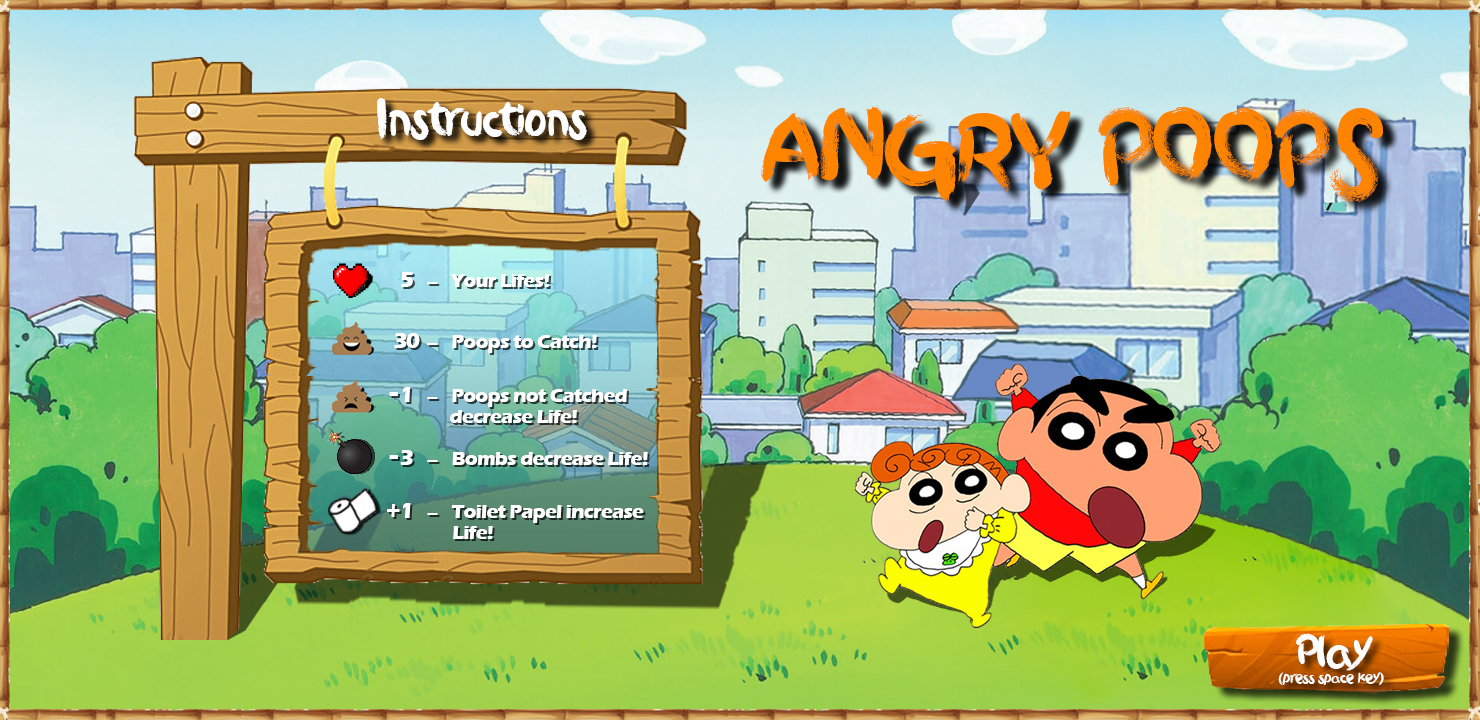 Instructions
ANGRY POOPS
5 - Your Lifes!
30 - Poops to Catch!
-1 - Poops not Catched
decrease Life!
-3 - Bombs decrease Life!
+1 - Toilet Papel increase
Life!
Play
(press space key)